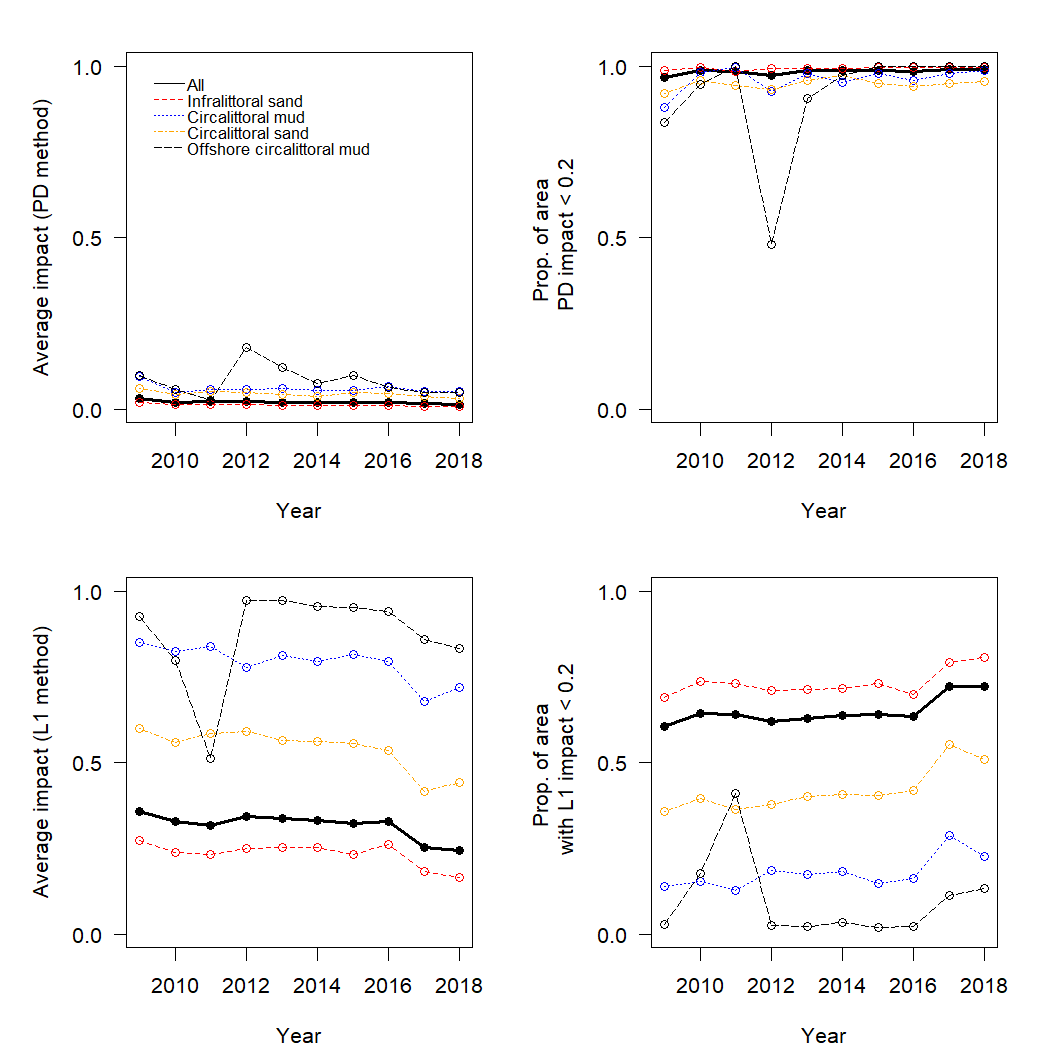 Average impact (PD method)
1.0
0.5
0.0
All
Infralittoral sand
Circalittoral mud
Circalittoral sand
Offshore circalittoral mud
2010 2012 2014 2016 2018
Year
Prop. of area
PD impact < 0.2
1.0
0.5
0.0
2010 2012 2014 2016 2018
Year
Average impact (L1 method)
1.0
0.5
0.0
2010 2012 2014 2016 2018
Year
Prop. of area
with L1 impact < 0.2
1.0
0.5
0.0
2010 2012 2014 2016 2018
Year